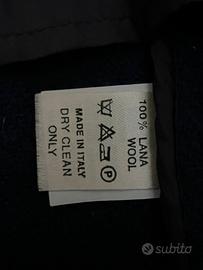 100% LANA
WOOL
P
MADE IN ITALY
DRY CLEAN
ONLY
subito